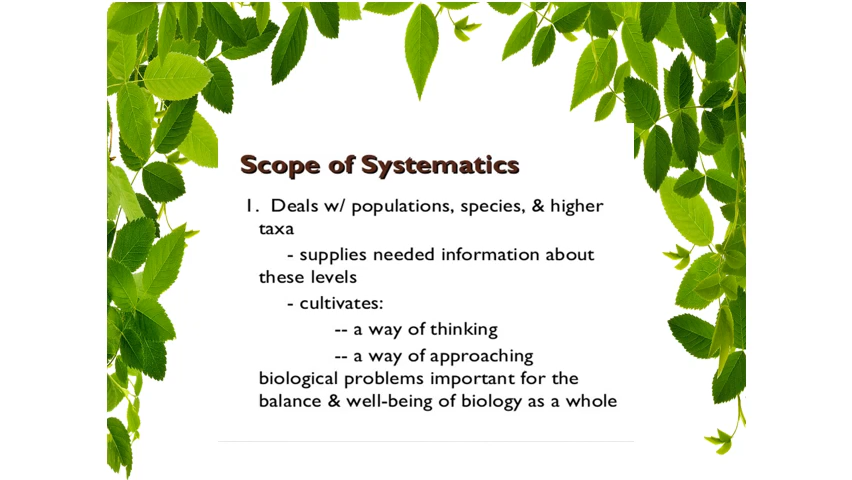 Scope of Systematics
1. Deals w/ populations, species, & higher
taxa
- supplies needed information about
these levels
- cultivates:
-- a way of thinking
-- a way of approaching
biological problems important for the
balance & well-being of biology as a whole